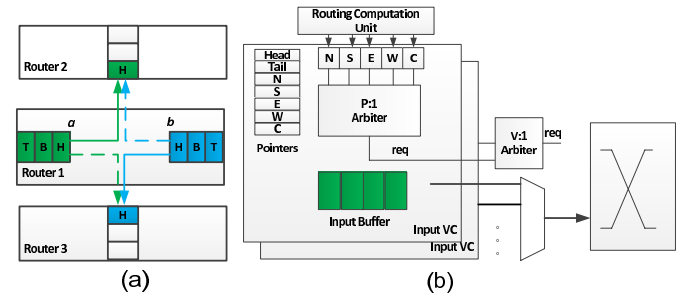 Router 2
H
a
b
T B H
H B T
Router 1
H
Router 3
(a)
Routing Computation
Unit
Head
Tail
N
S
E
W
C
Pointers
N S E W C
P:1
Arbiter
req
V:1
Arbiter
req
Input Buffer
Input VC
Input VC
(b)